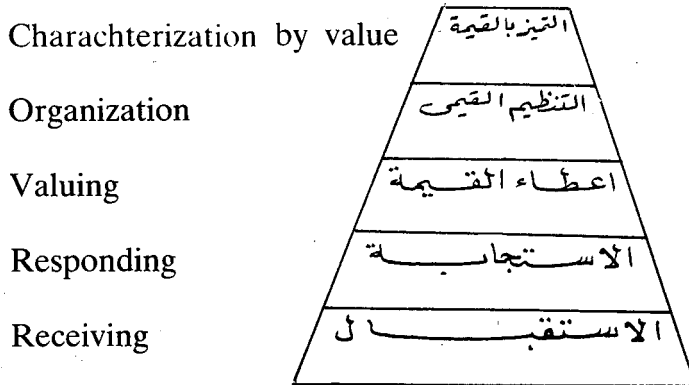 Charachterization by value التميز بالقيمة
Organization التنظيم القيمى
Valuing اعطاء القيمة
Responding الاستجابة
Receiving الاستقبال